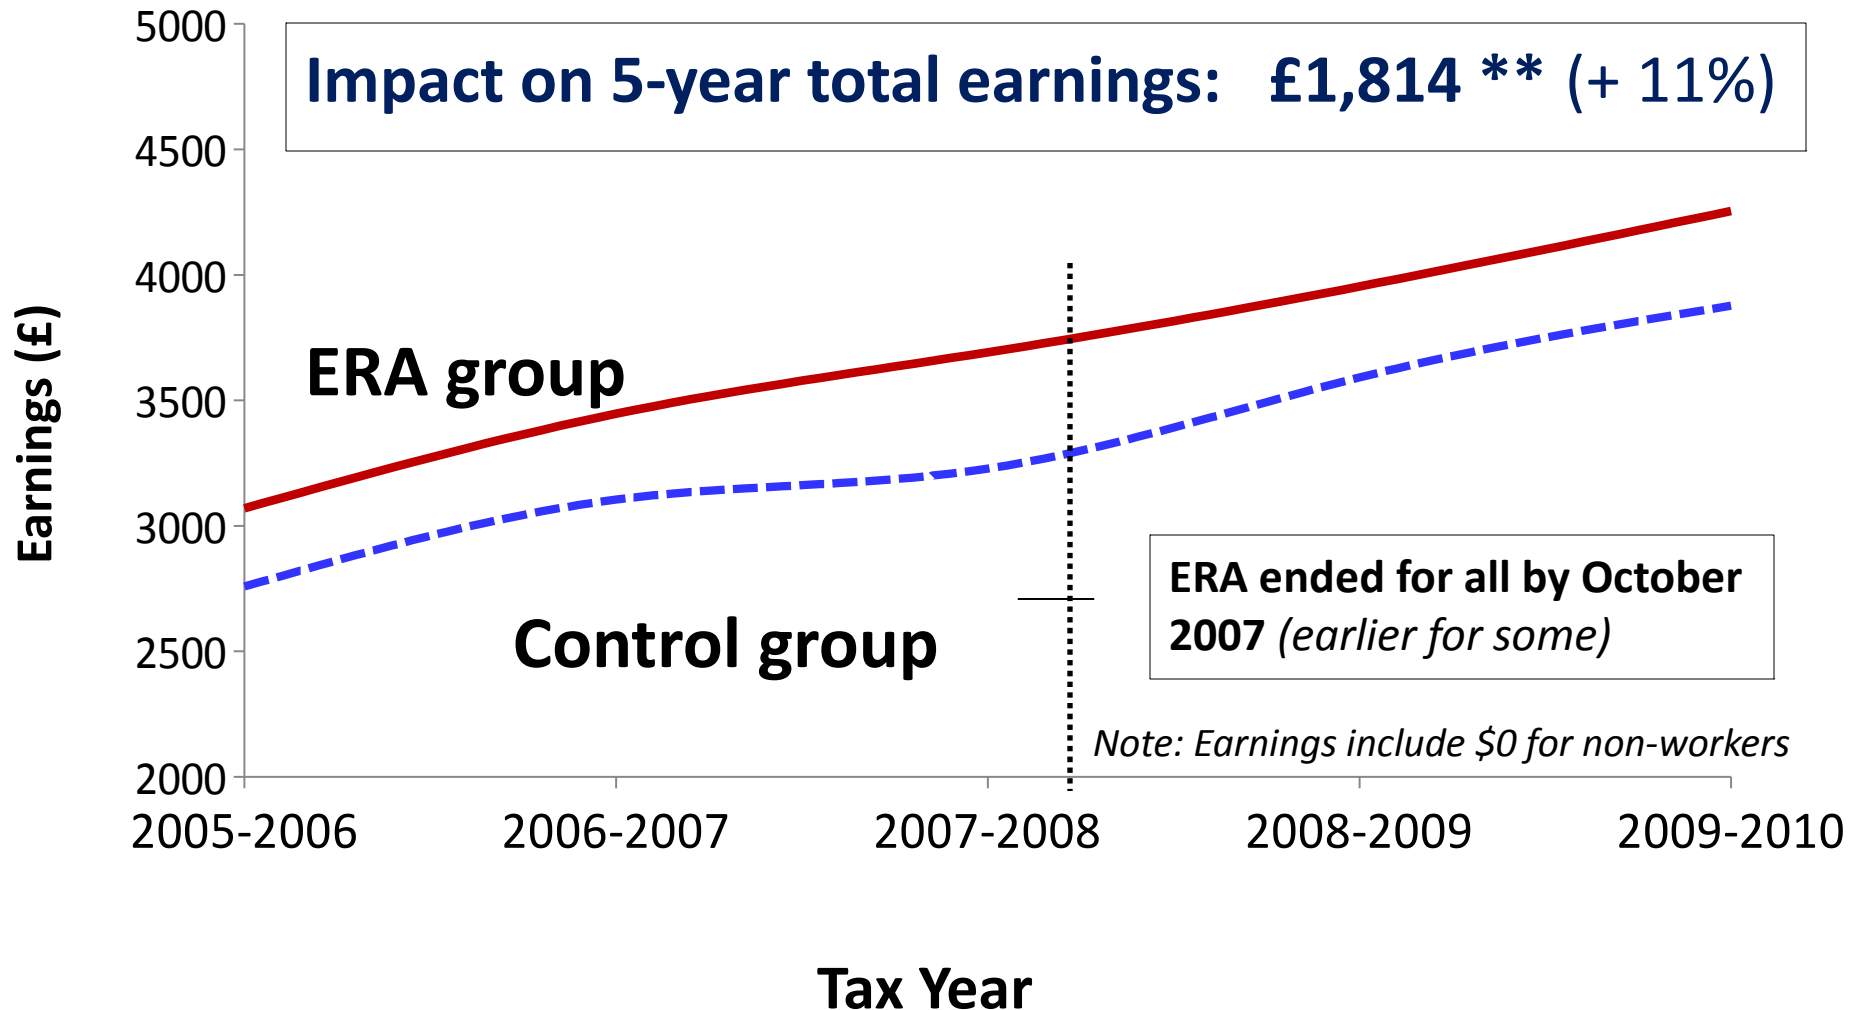 Impact on 5-year total earnings: £1,814 ** (+ 11%)
5000
4500
4000
3500
3000
2500
2000
Earnings (£)
ERA group
Control group
ERA ended for all by October
2007 (earlier for some)
Note: Earnings include $0 for non-workers
2005-2006 2006-2007 2007-2008 2008-2009 2009-2010
Tax Year